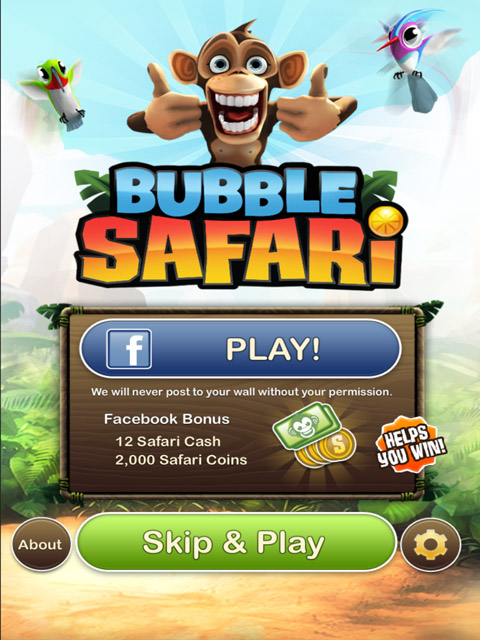 BUBBLE
SAFARI
f PLAY!
We will never post to your wall without your permission.
Facebook Bonus
12 Safari Cash
2,000 Safari Coins
$
HELPS
YOU WIN!
About
Skip & Play